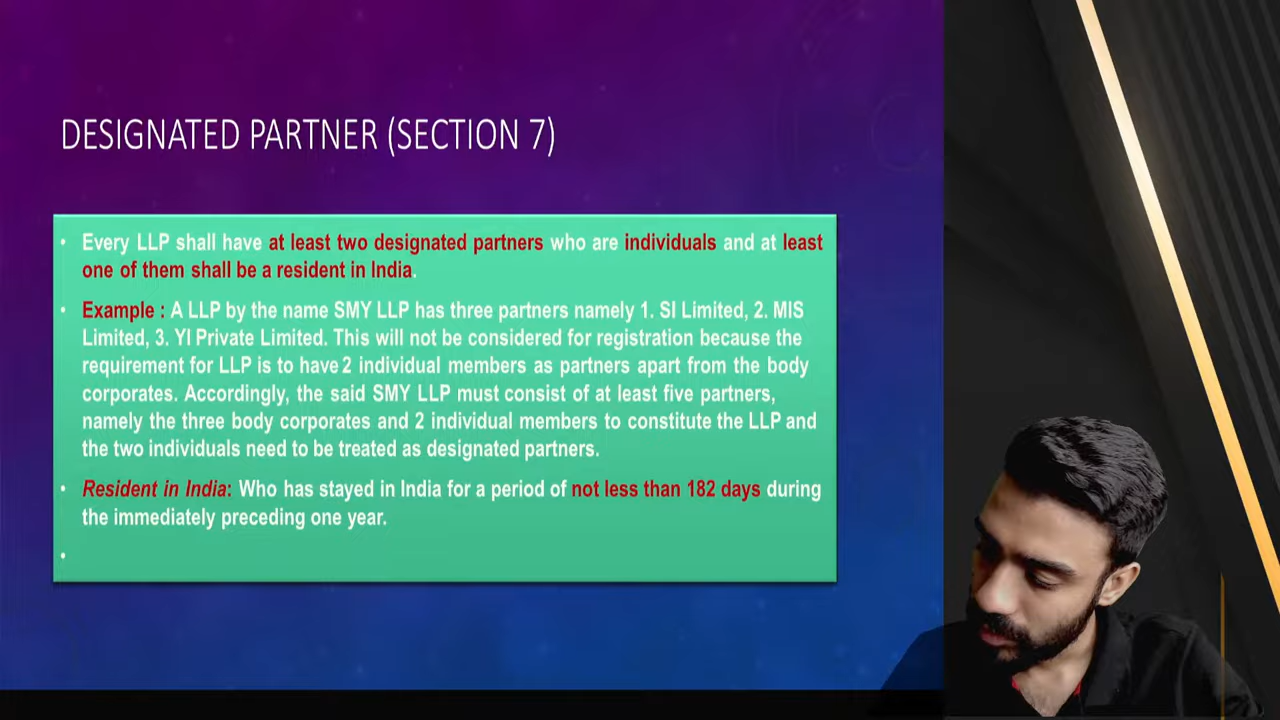 DESIGNATED PARTNER (SECTION 7)
• Every LLP shall have at least two designated partners who are individuals and at least
one of them shall be a resident in India.
• Example : A LLP by the name SMY LLP has three partners namely 1. SI Limited, 2. MIS
Limited, 3. YI Private Limited. This will not be considered for registration because the
requirement for LLP is to have 2 individual members as partners apart from the body
corporates. Accordingly, the said SMY LLP must consist of at least five partners,
namely the three body corporates and 2 individual members to constitute the LLP and
the two individuals need to be treated as designated partners.
• Resident in India: Who has stayed in India for a period of not less than 182 days during
the immediately preceding one year.
•